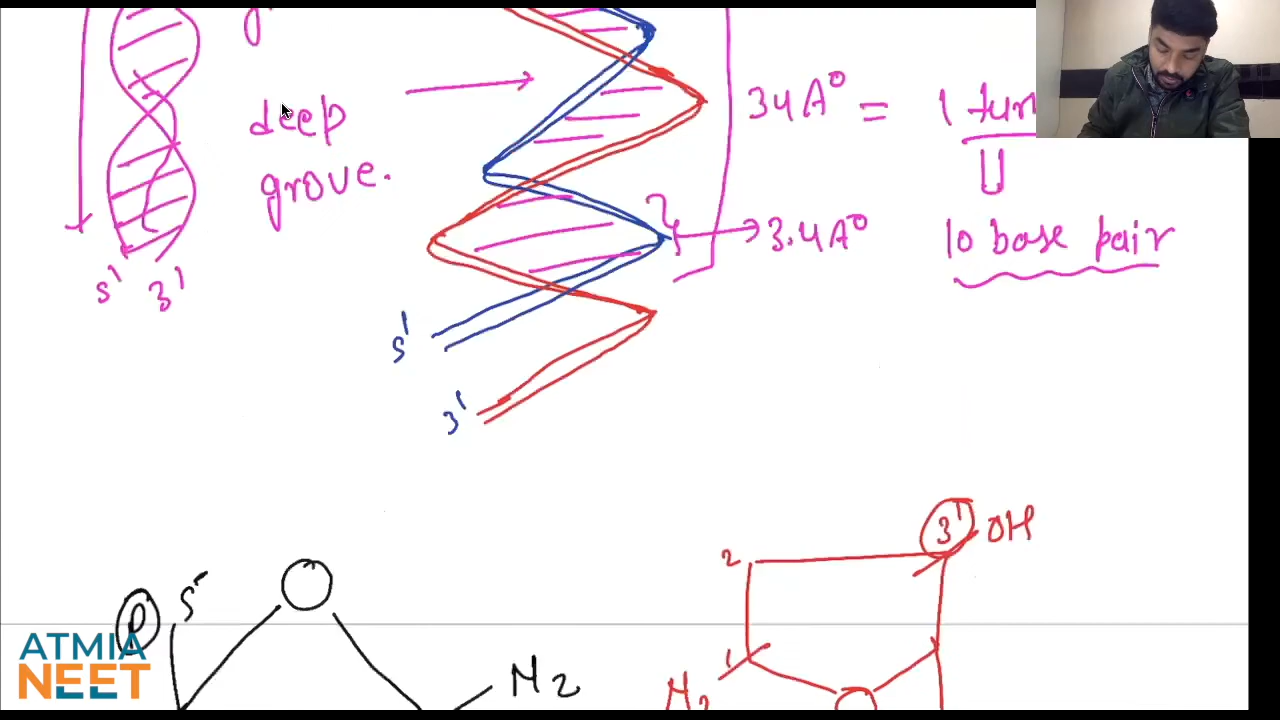 deep
grove.
5' 3'
34A° = 1 turn
3.4A°
10 base pair
5'
3'
3' OH
2
P 5'
1
N2
N2
ATMIA
NEET